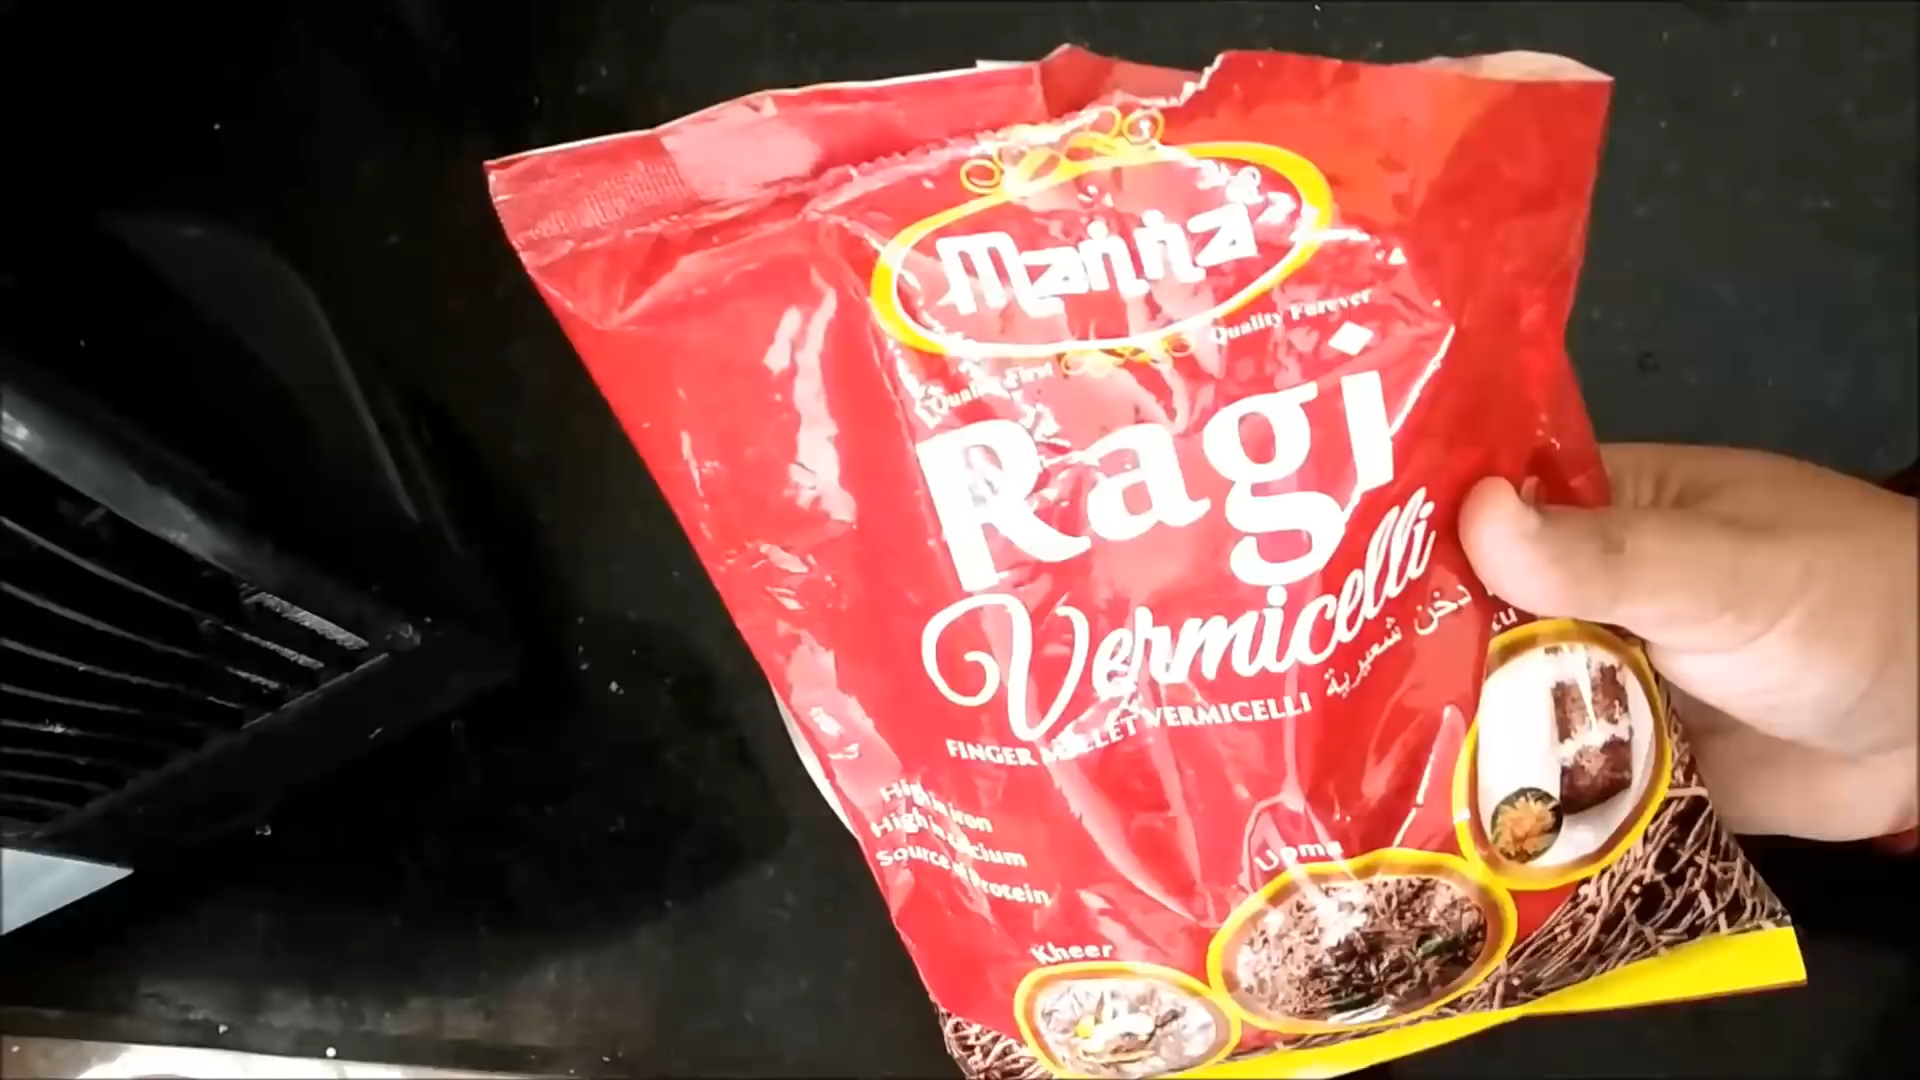 Manna
Quality First Quality Forever
Ragi
Vermicelli
FINGER MILLET VERMICELLI دخن شعيرية
High in Iron
High in Calcium
Source of Protein
Upma
Kheer